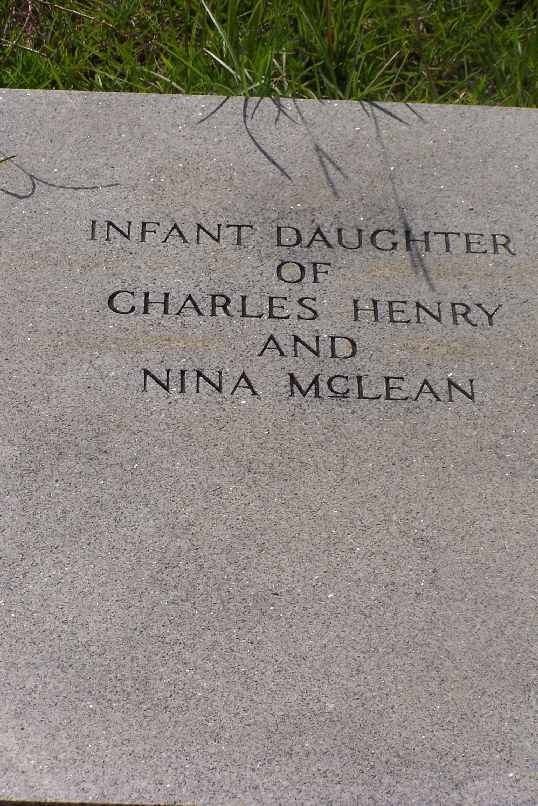 INFANT DAUGHTER
OF
CHARLES HENRY
AND
NINA McLEAN